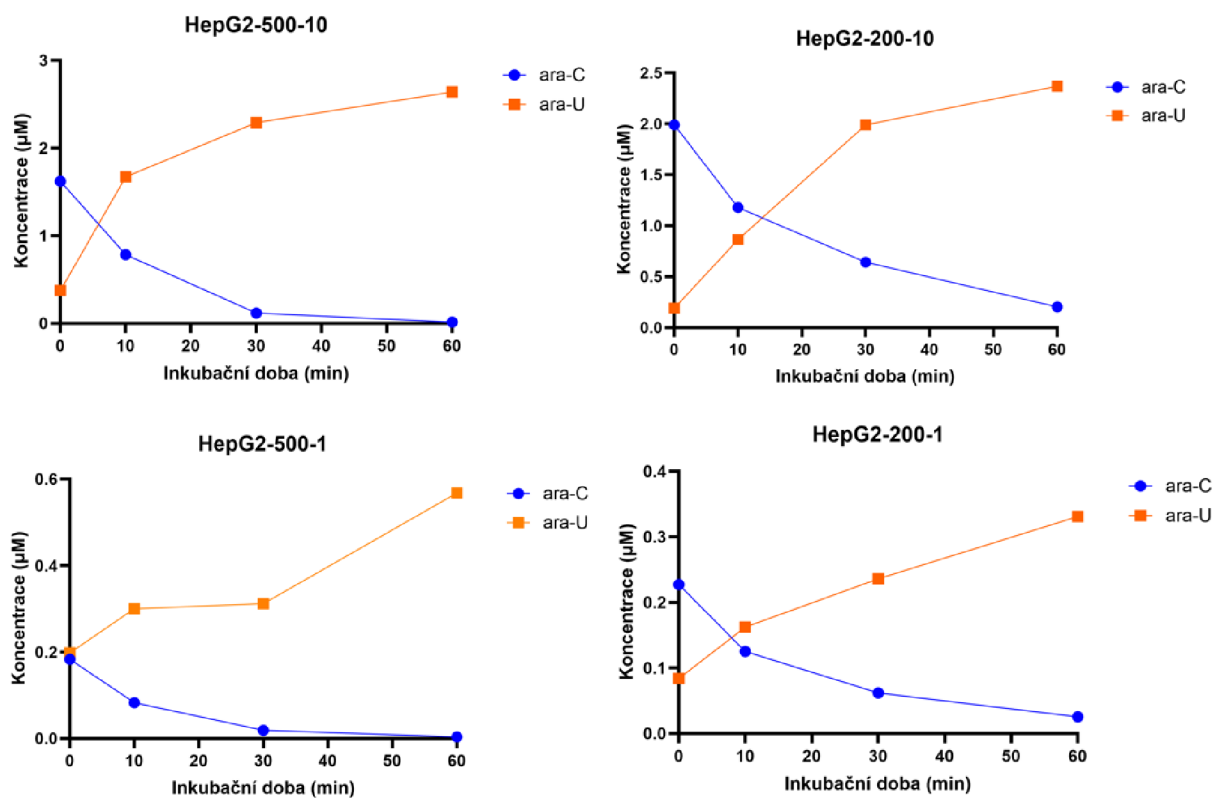 HepG2-500-10
3
2
1
0
Koncentrace (µM)
0 10 20 30 40 50 60
Inkubační doba (min)
ara-C
ara-U
HepG2-200-10
2.5
2.0
1.5
1.0
0.5
0.0
Koncentrace (µM)
0 10 20 30 40 50 60
Inkubační doba (min)
ara-C
ara-U
HepG2-500-1
0.6
0.4
0.2
0.0
Koncentrace (µM)
0 10 20 30 40 50 60
Inkubační doba (min)
ara-C
ara-U
HepG2-200-1
0.4
0.3
0.2
0.1
0.0
Koncentrace (µM)
0 10 20 30 40 50 60
Inkubační doba (min)
ara-C
ara-U